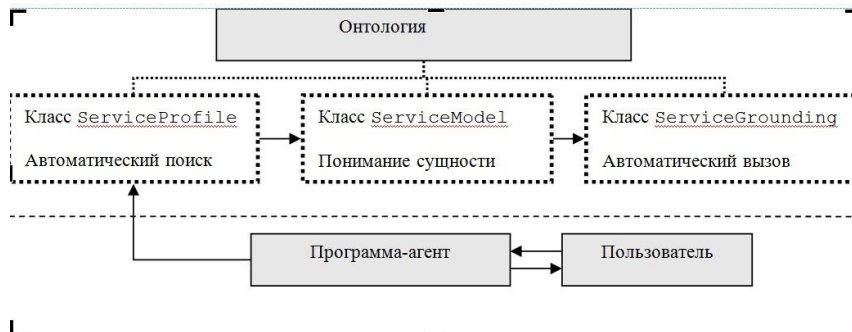 Онтология
Класс ServiceProfile
Автоматический поиск
Класс ServiceModel
Понимание сущности
Класс ServiceGrounding
Автоматический вызов
Программа-агент
Пользователь